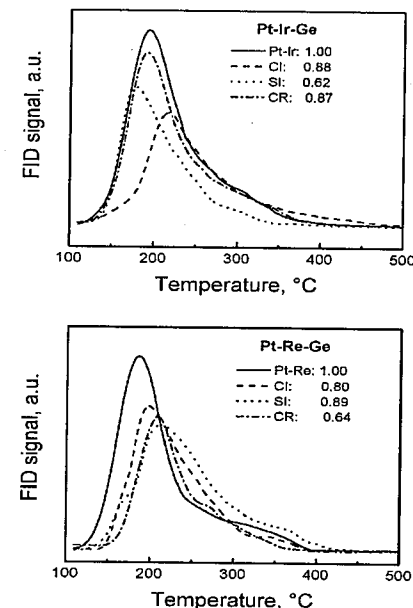 Pt-Ir-Ge
Pt-Ir: 1.00
CI: 0.88
SI: 0.62
CR: 0.87
FID signal, a.u.
100 200 300 400 500
Temperature, °C
Pt-Re-Ge
Pt-Re: 1.00
CI: 0.80
SI: 0.89
CR: 0.64
FID signal, a.u.
100 200 300 400 500
Temperature, °C